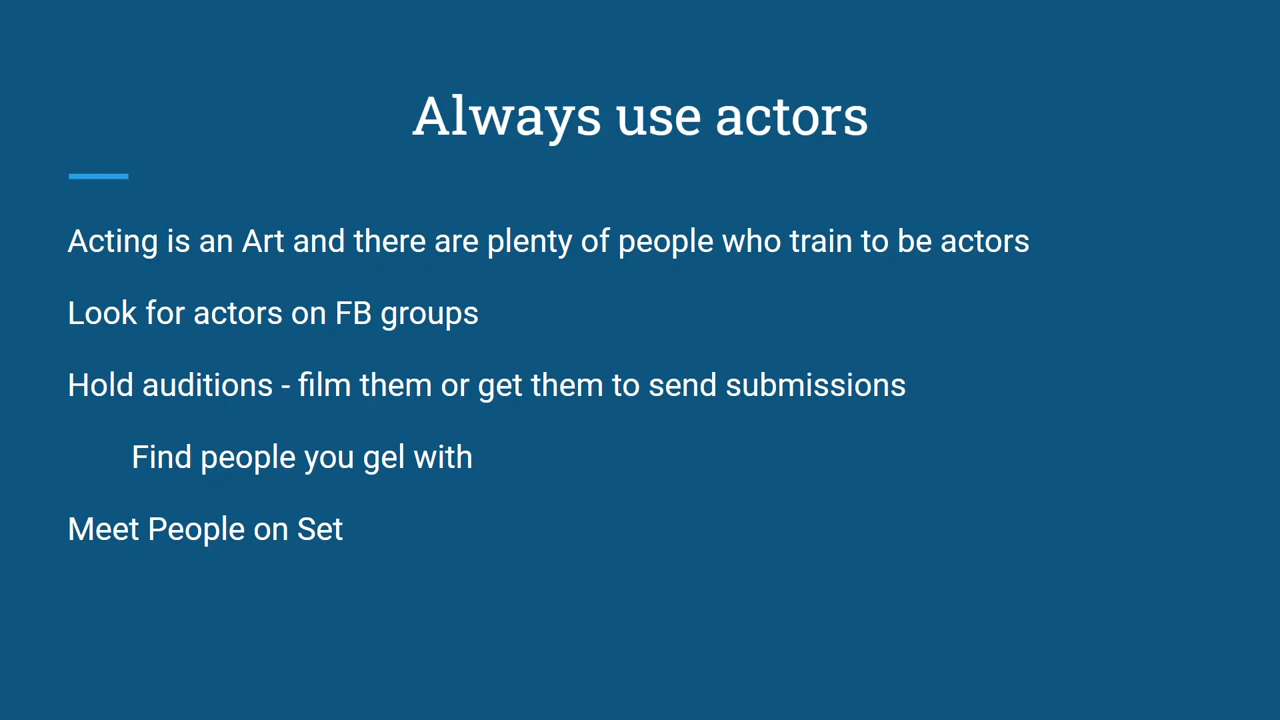 Always use actors
Acting is an Art and there are plenty of people who train to be actors
Look for actors on FB groups
Hold auditions - film them or get them to send submissions
Find people you gel with
Meet People on Set